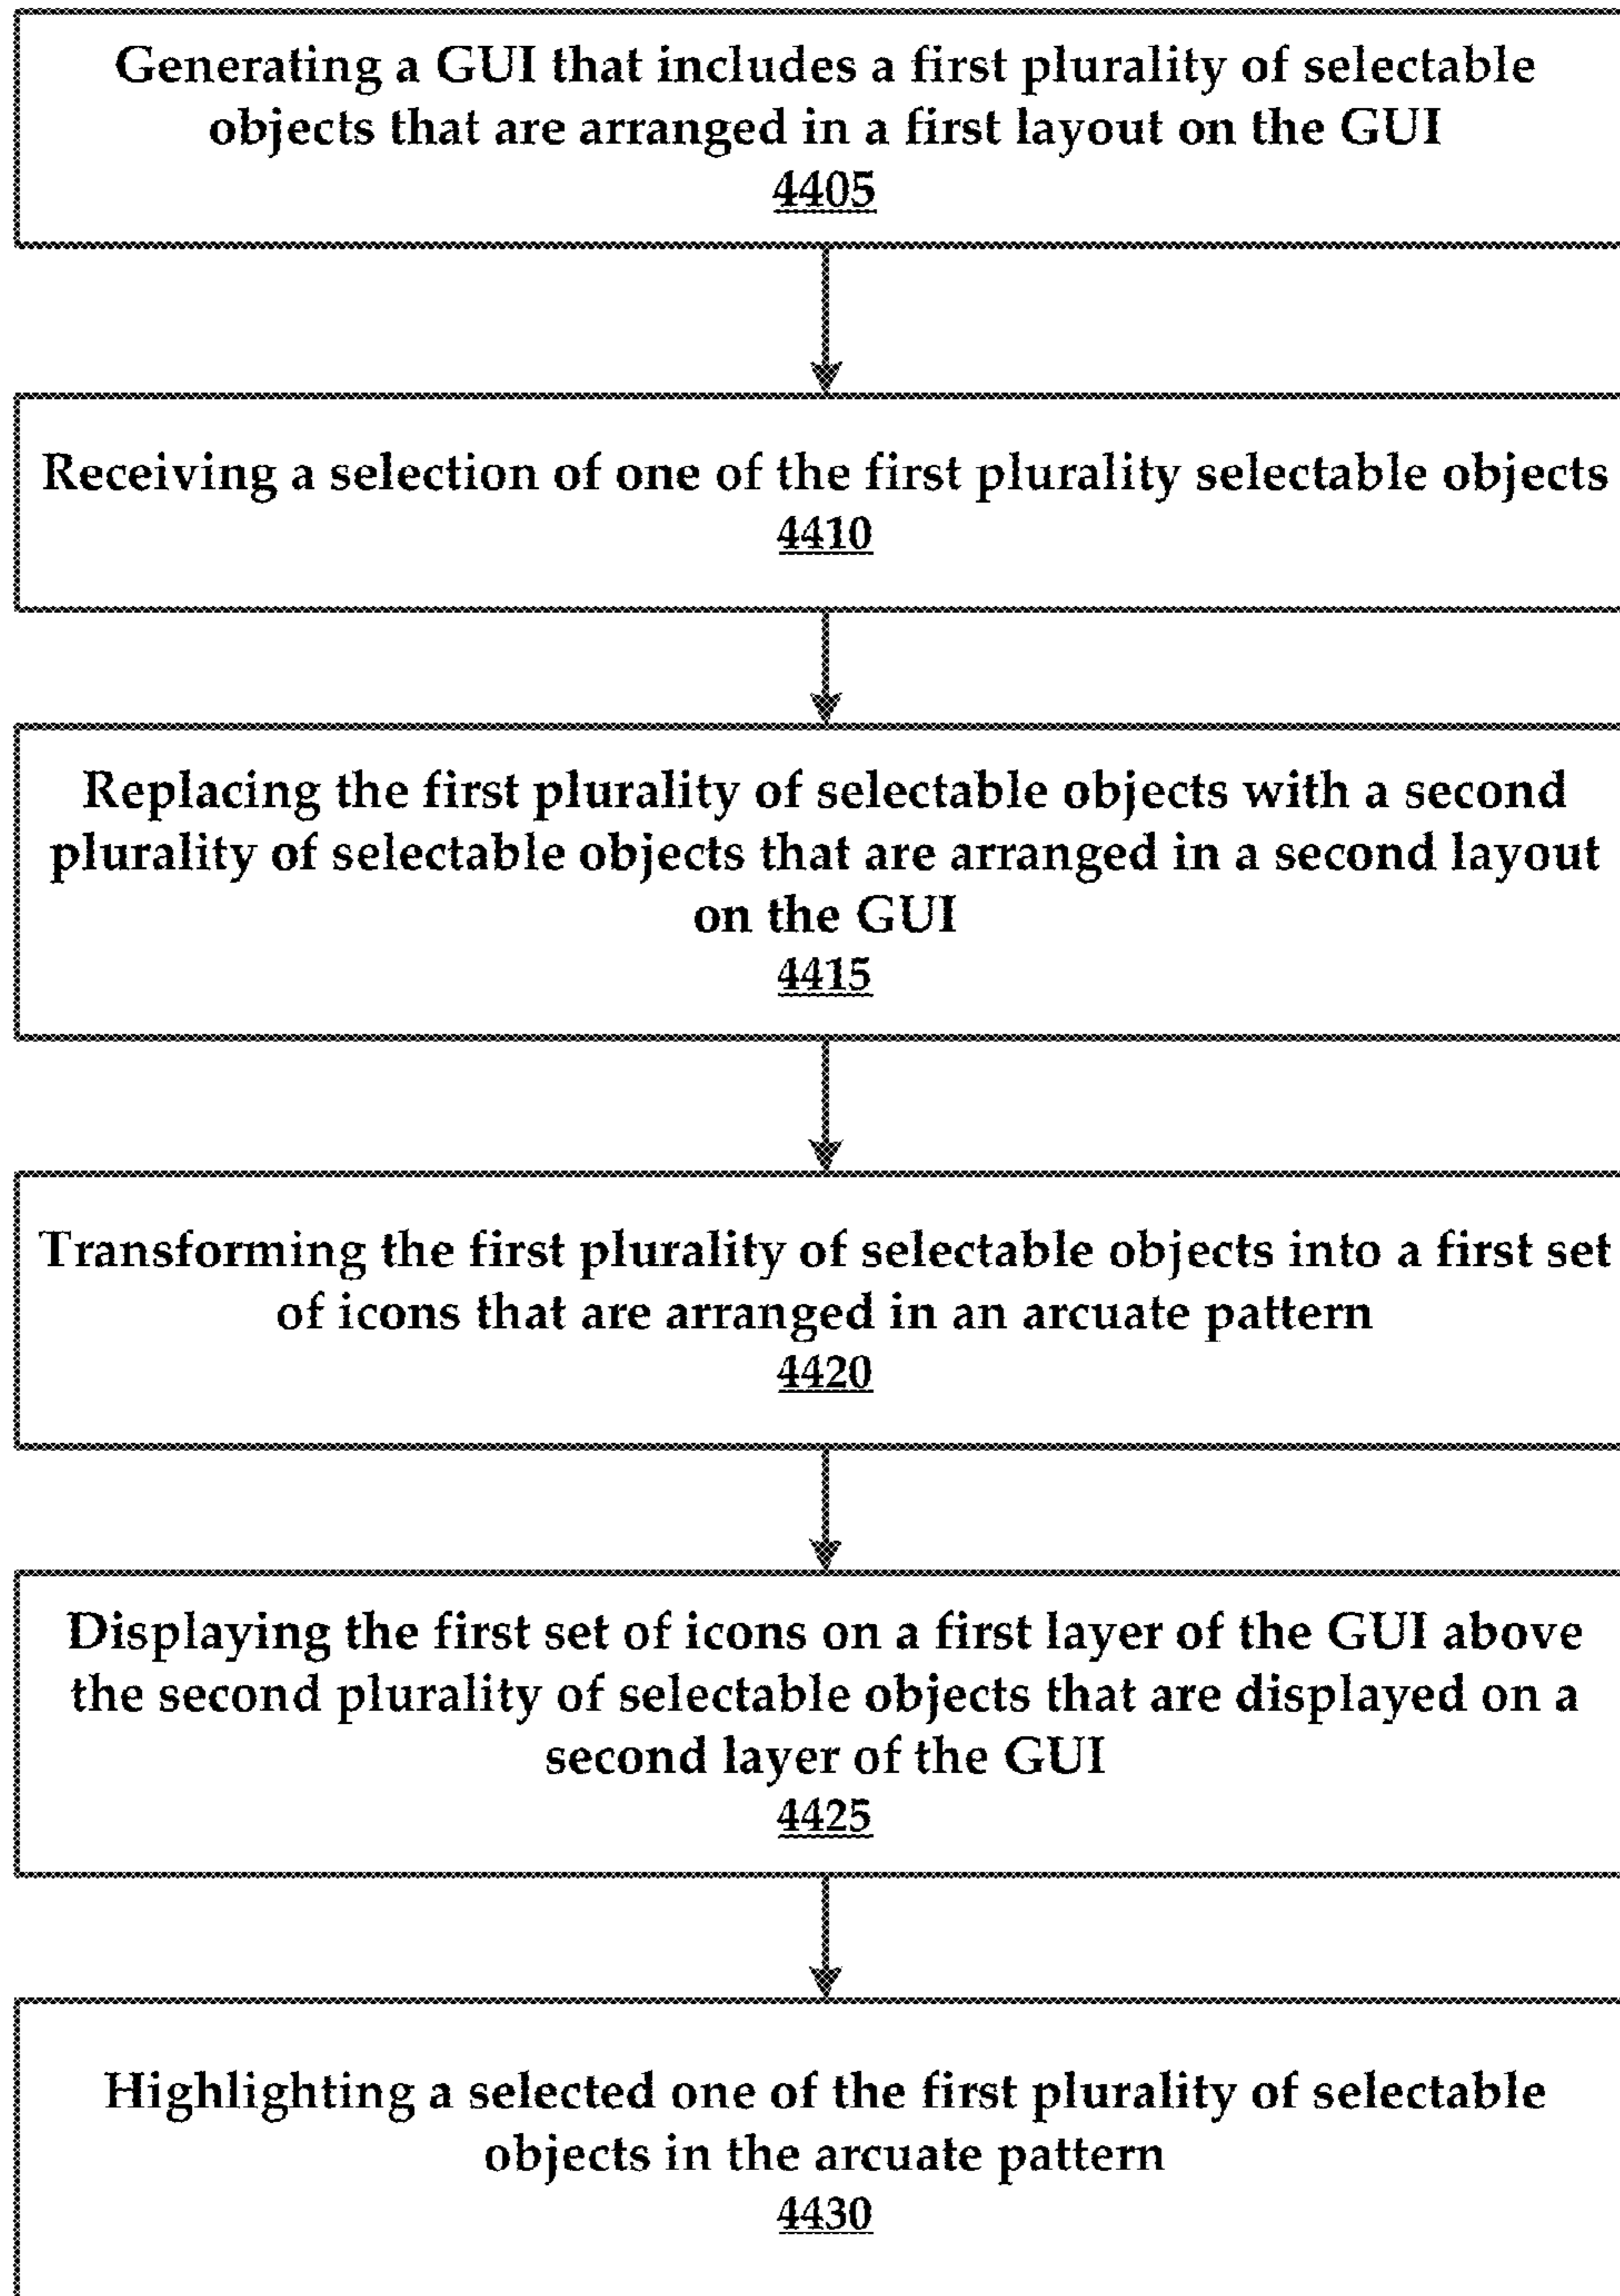 Generating a GUI that includes a first plurality of selectable
objects that are arranged in a first layout on the GUI
4405
Receiving a selection of one of the first plurality selectable objects
4410
Replacing the first plurality of selectable objects with a second
plurality of selectable objects that are arranged in a second layout
on the GUI
4415
Transforming the first plurality of selectable objects into a first set
of icons that are arranged in an arcuate pattern
4420
Displaying the first set of icons on a first layer of the GUI above
the second plurality of selectable objects that are displayed on a
second layer of the GUI
4425
Highlighting a selected one of the first plurality of selectable
objects in the arcuate pattern
4430